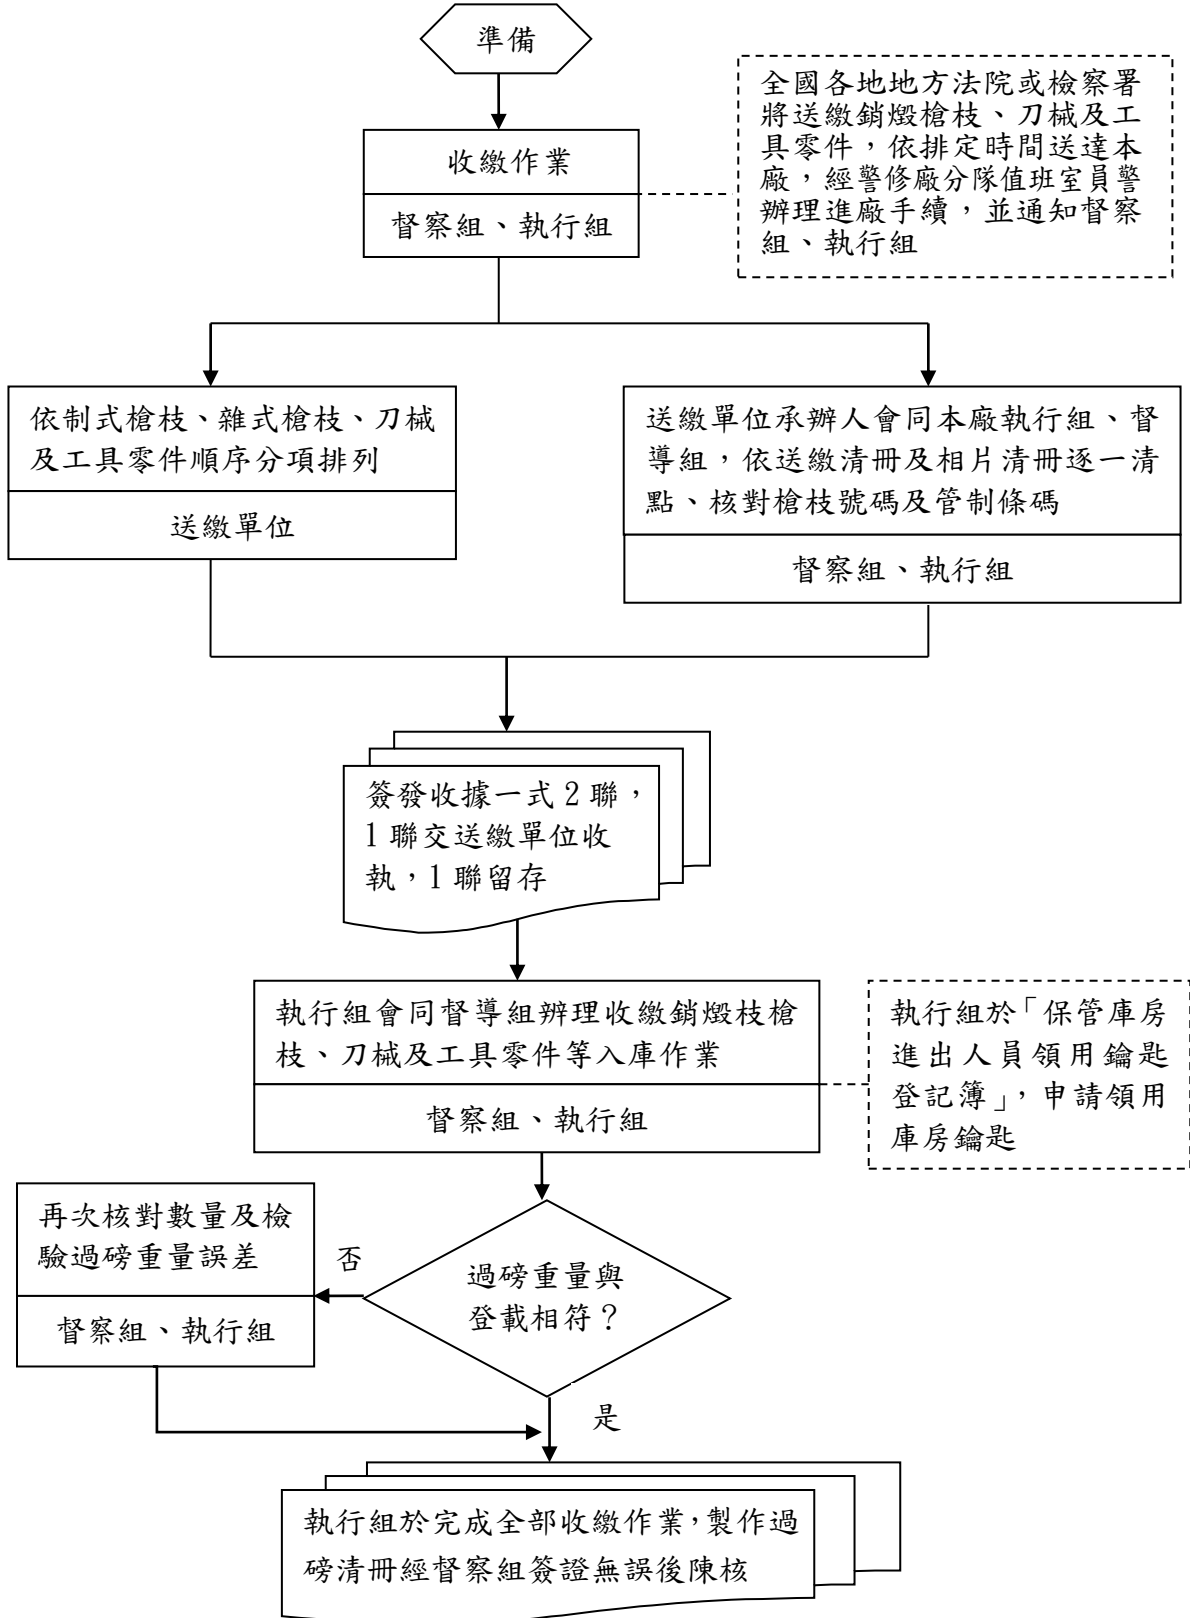 準備
收繳作業
督察組、執行組
全國各地地方法院或檢察署
將送繳銷燬槍枝、刀械及工
具零件，依排定時間送達本
廠，經警修廠分隊值班室員警
辦理進廠手續，並通知督察
組、執行組
依制式槍枝、雜式槍枝、刀械
及工具零件順序分項排列
送繳單位
送繳單位承辦人會同本廠執行組、督
導組，依送繳清冊及相片清冊逐一清
點、核對槍枝號碼及管制條碼
督察組、執行組
簽發收據一式 2 聯，
1 聯交送繳單位收
執，1 聯留存
執行組會同督導組辦理收繳銷燬枝槍
枝、刀械及工具零件等入庫作業
督察組、執行組
執行組於「保管庫房
進出人員領用鑰匙
登記簿」，申請領用
庫房鑰匙
再次核對數量及檢
驗過磅重量誤差
督察組、執行組
否
過磅重量與
登載相符？
是
執行組於完成全部收繳作業，製作過
磅清冊經督察組簽證無誤後陳核